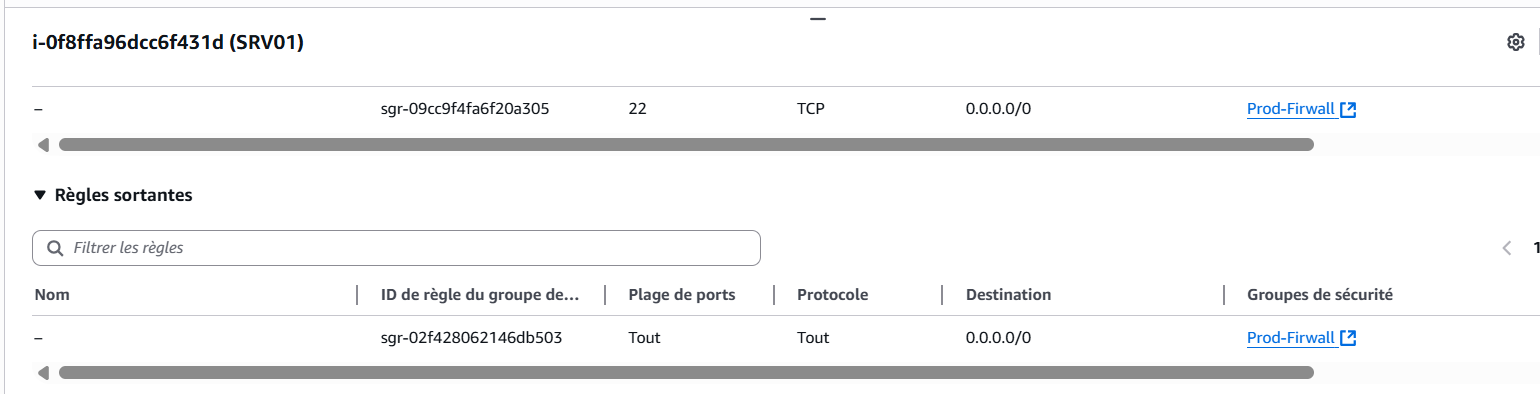 i-0f8ffa96dcc6f431d (SRV01)
– sgr-09cc9f4fa6f20a305 22 TCP 0.0.0.0/0 Prod-Firwall
Règles sortantes
Filtrer les règles
1
Nom ID de règle du groupe de... Plage de ports Protocole Destination Groupes de sécurité
– sgr-02f428062146db503 Tout Tout 0.0.0.0/0 Prod-Firwall